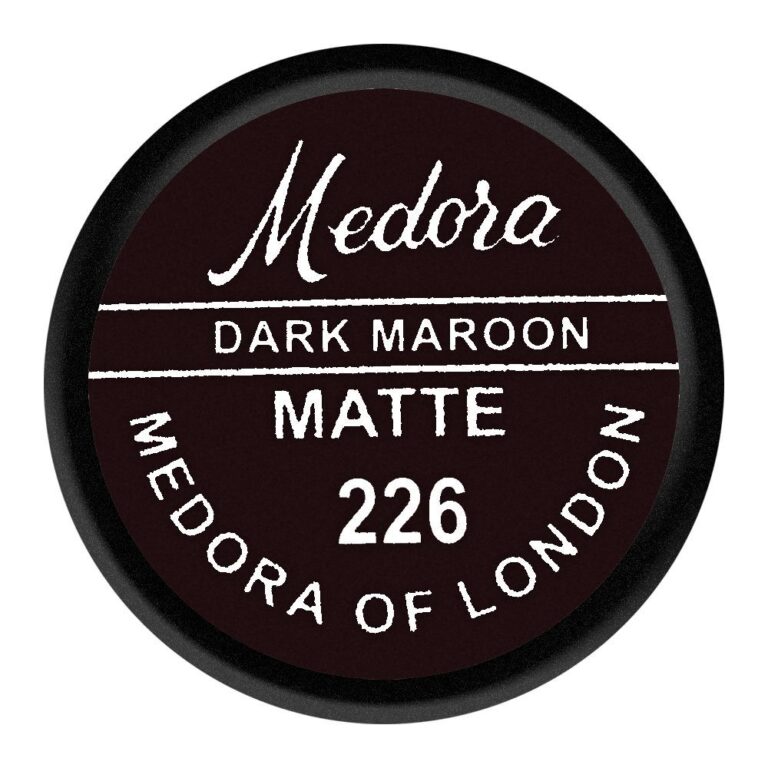 Medora
DARK MAROON
MATTE
226
MEDORA OF LONDON